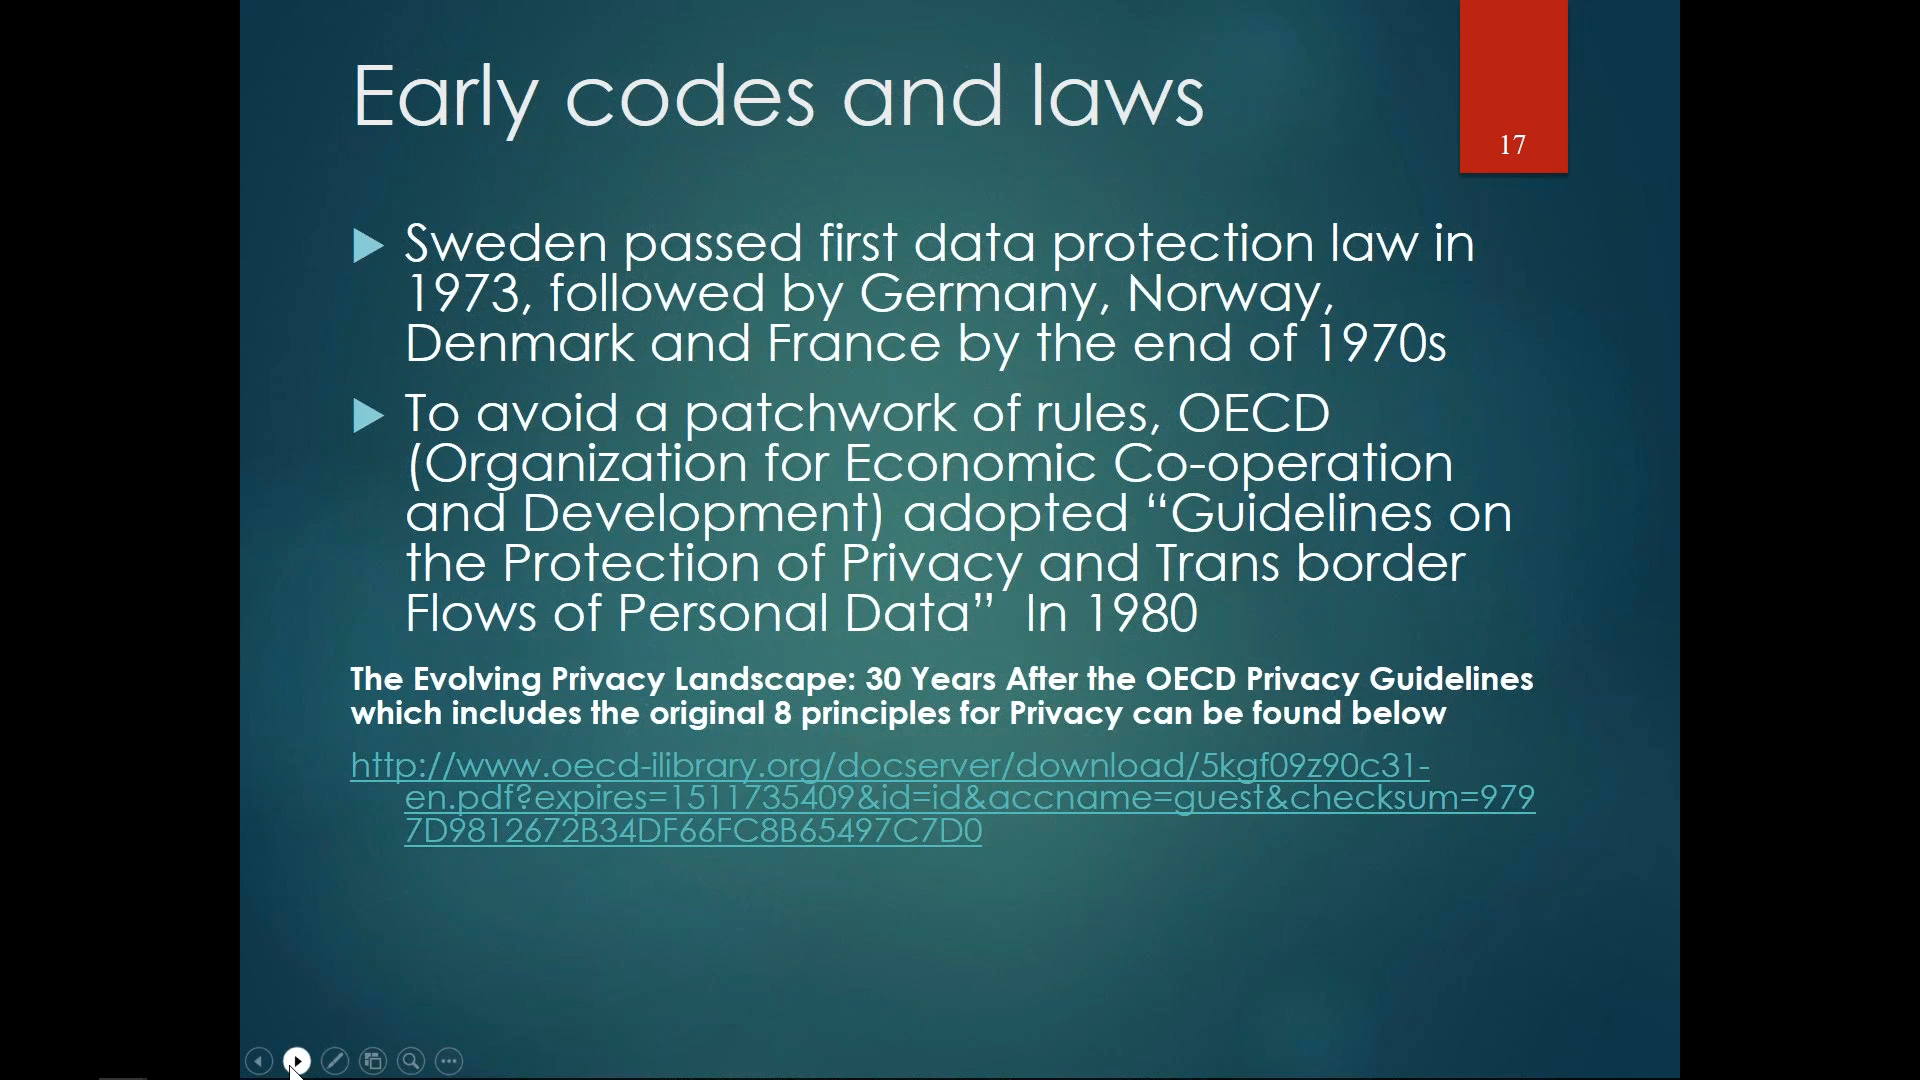 Early codes and laws
17
Sweden passed first data protection law in
1973, followed by Germany, Norway,
Denmark and France by the end of 1970s
To avoid a patchwork of rules, OECD
(Organization for Economic Co-operation
and Development) adopted “Guidelines on
the Protection of Privacy and Trans border
Flows of Personal Data”  In 1980
The Evolving Privacy Landscape: 30 Years After the OECD Privacy Guidelines
which includes the original 8 principles for Privacy can be found below
http://www.oecd-ilibrary.org/docserver/download/5kgf09z90c31-
en.pdf?expires=1511735409&id=id&accname=guest&checksum=979
7D9812672B34DF66FC8B65497C7D0